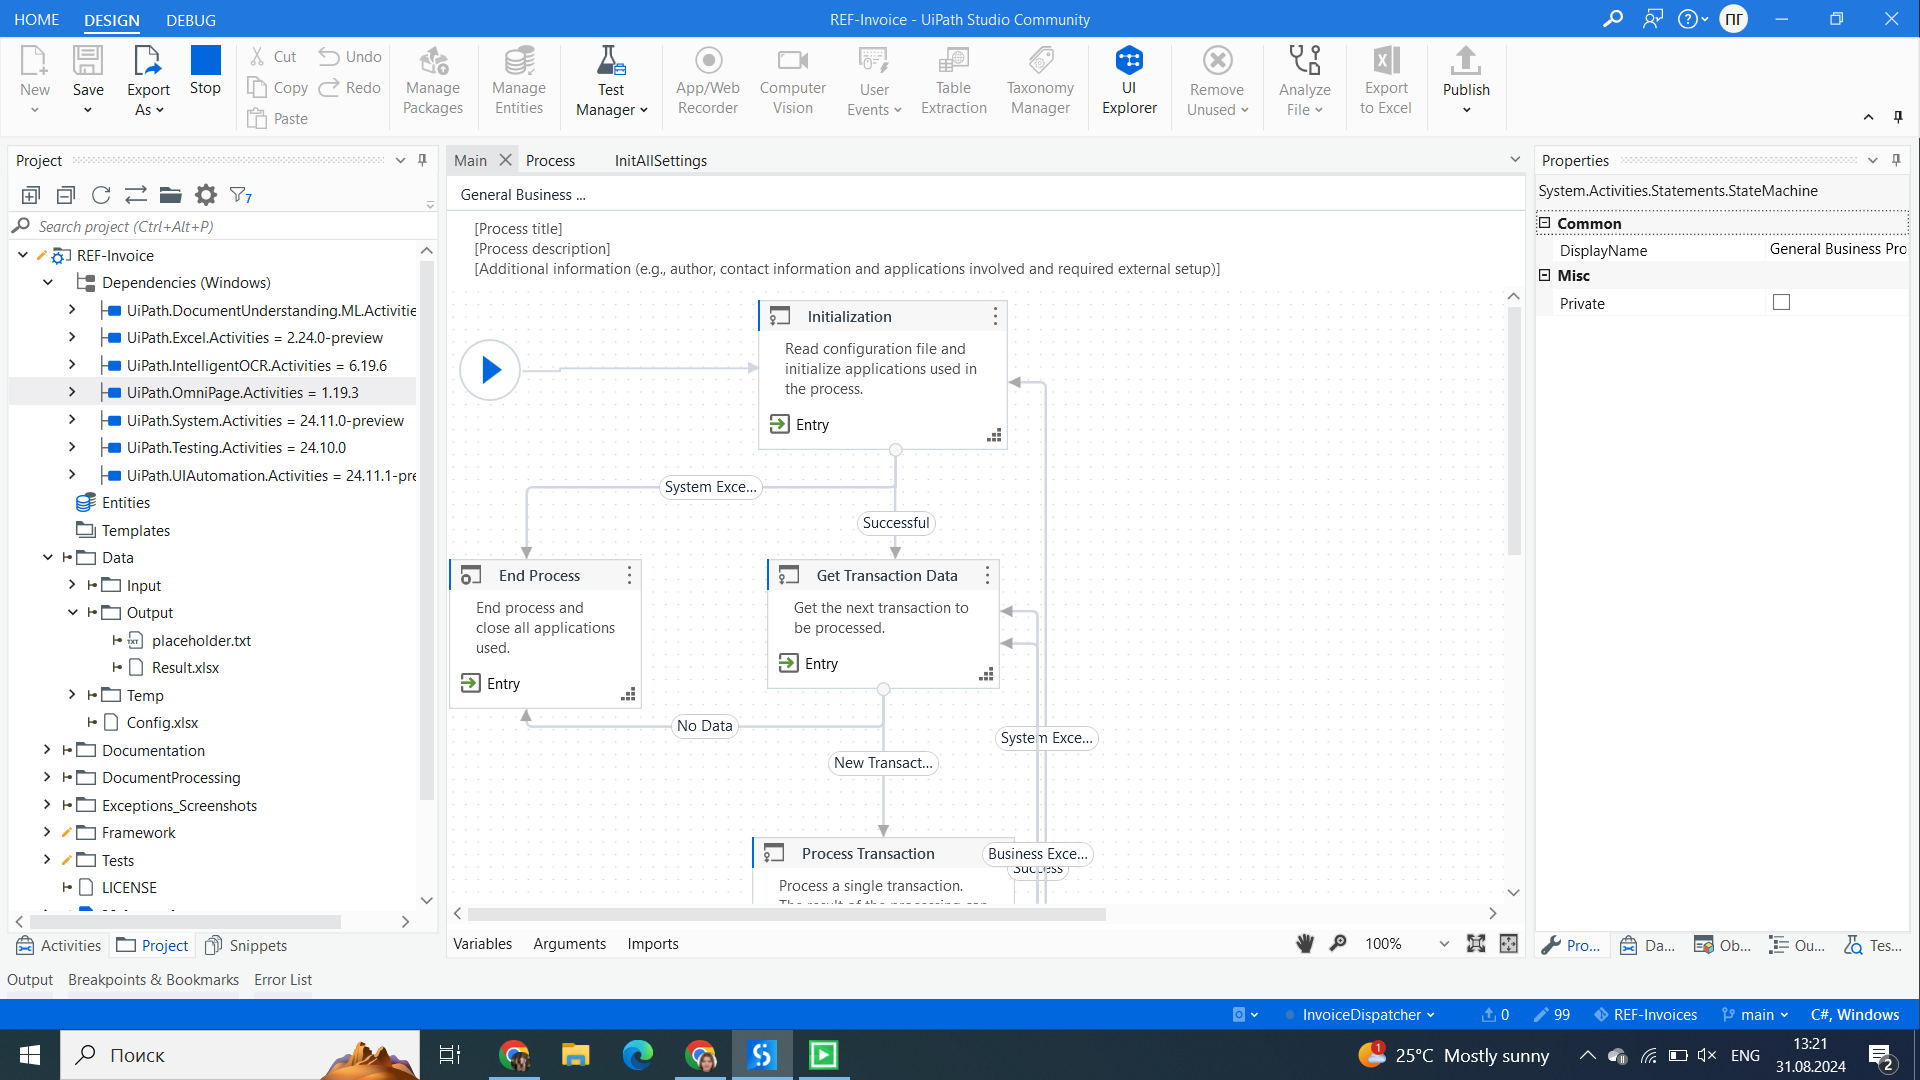 HOME
DESIGN
DEBUG
REF-Invoice - UiPath Studio Community
ПГ
New
Save
Export As
Stop
Cut
Copy
Paste
Undo
Redo
Manage Packages
Manage Entities
Test Manager
App/Web Recorder
Computer Vision
User Events
Table Extraction
Taxonomy Manager
UI Explorer
Remove Unused
Analyze File
Export to Excel
Publish
Project
7
Search project (Ctrl+Alt+P)
REF-Invoice
Dependencies (Windows)
UiPath.DocumentUnderstanding.ML.Activitie
UiPath.Excel.Activities = 2.24.0-preview
UiPath.IntelligentOCR.Activities = 6.19.6
UiPath.OmniPage.Activities = 1.19.3
UiPath.System.Activities = 24.11.0-preview
UiPath.Testing.Activities = 24.10.0
UiPath.UIAutomation.Activities = 24.11.1-pre
Entities
Templates
Data
Input
Output
placeholder.txt
Result.xlsx
Temp
Config.xlsx
Documentation
DocumentProcessing
Exceptions_Screenshots
Framework
Tests
LICENSE
Activities
Project
Snippets
Main
Process
InitAllSettings
General Business ...
[Process title]
[Process description]
[Additional information (e.g., author, contact information and applications involved and required external setup)]
Initialization
Read configuration file and
initialize applications used in
the process.
Entry
System Exce...
Successful
End Process
End process and
close all applications
used.
Entry
Get Transaction Data
Get the next transaction to
be processed.
Entry
No Data
System Exce...
New Transact...
Process Transaction
Process a single transaction.
Business Exce...
Success
Variables
Arguments
Imports
100%
Properties
System.Activities.Statements.StateMachine
Common
DisplayName
General Business Pro
Misc
Private
Pro...
Da...
Ob...
Ou...
Tes...
Output
Breakpoints & Bookmarks
Error List
InvoiceDispatcher
0
99
REF-Invoices
main
C#, Windows
Поиск
1
25°C Mostly sunny
ENG
13:21
31.08.2024
2